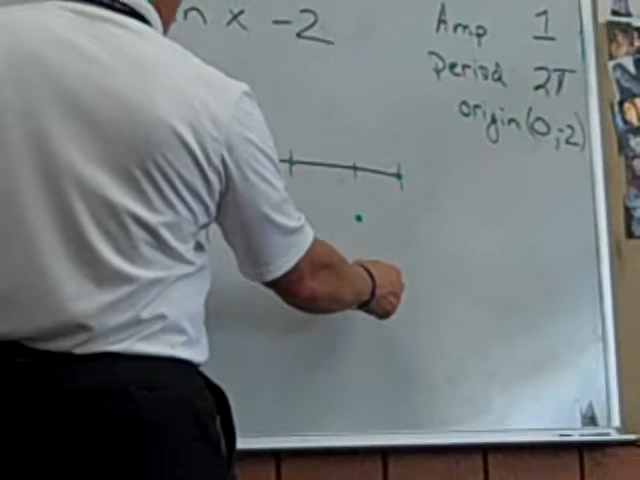 n x -2
Amp 1
Period 2π
origin (0,-2)